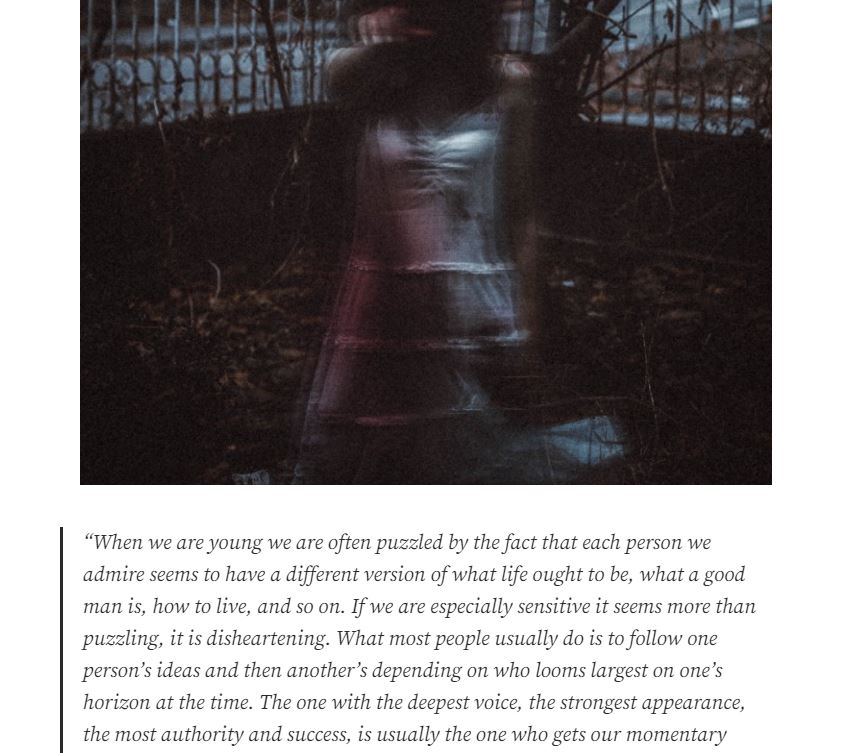 “When we are young we are often puzzled by the fact that each person we
admire seems to have a different version of what life ought to be, what a good
man is, how to live, and so on. If we are especially sensitive it seems more than
puzzling, it is disheartening. What most people usually do is to follow one
person’s ideas and then another’s depending on who looms largest on one’s
horizon at the time. The one with the deepest voice, the strongest appearance,
the most authority and success, is usually the one who gets our momentary